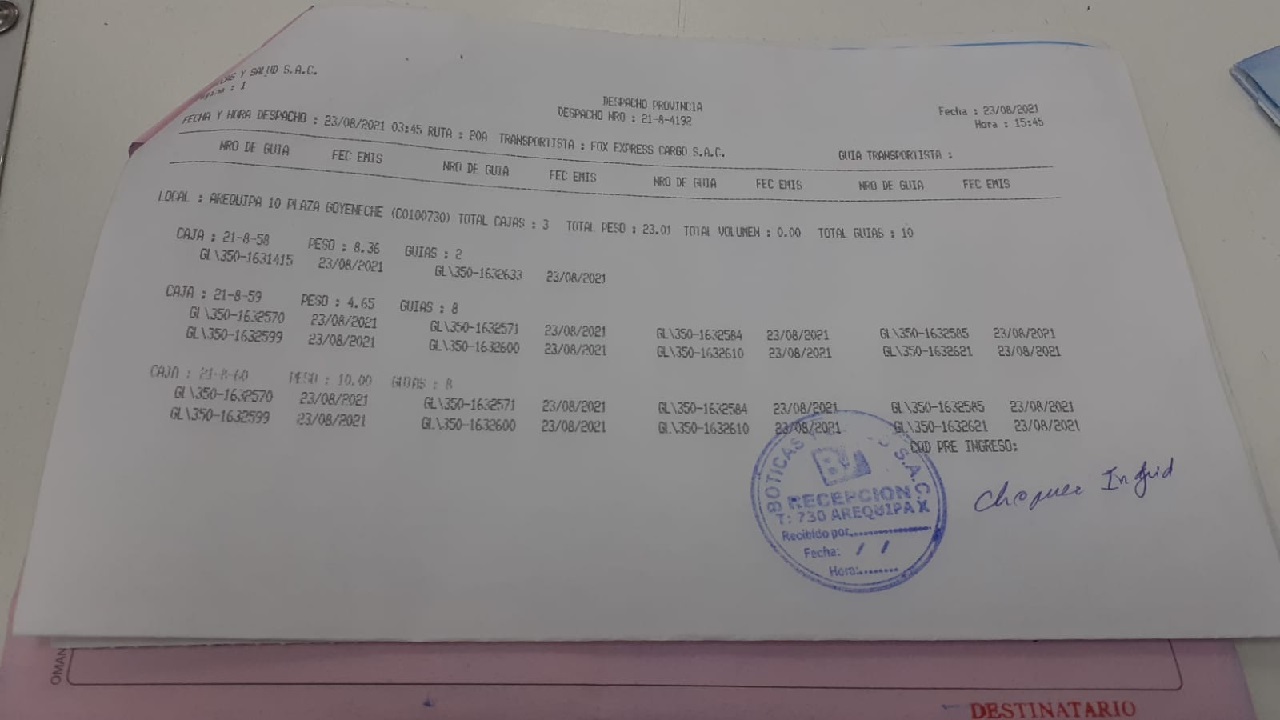 Y SALUD S.A.C.
: 1
DESPACHO PROVINCIA
DESPACHO NRO : 21-8-4192
Fecha : 23/08/2021
Hora : 15:45
FECHA Y HORA DESPACHO : 23/08/2021 03:45 RUTA : 20A TRANSPORTISTA : FOX EXPRESS CARGO S.A.C.
GUIA TRANSPORTISTA :
NRO DE GUIA FEC EMIS NRO DE GUIA FEC EMIS NRO DE GUIA FEC EMIS NRO DE GUIA FEC EMIS
LOCAL : AREQUIPA 10 PLAZA GOYENECHE (C0100730) TOTAL CAJAS : 3 TOTAL PESO : 23.01 TOTAL VOLUMEN : 0.00 TOTAL GUIAS : 19
CAJA : 21-8-58 PESO : 8.36 GUIAS : 2
GL\350-1631415 23/08/2021 GL\350-1632633 23/08/2021
CAJA : 21-8-59 PESO : 4.65 GUIAS : 8
GL\350-1632570 23/08/2021 GL\350-1632571 23/08/2021 GL\350-1632584 23/08/2021 GL\350-1632585 23/08/2021
GL\350-1632599 23/08/2021 GL\350-1632600 23/08/2021 GL\350-1632610 23/08/2021 GL\350-1632621 23/08/2021
CAJA : 21-8-60 PESO : 10.00 GUIAS : 8
GL\350-1632570 23/08/2021 GL\350-1632571 23/08/2021 GL\350-1632584 23/08/2021 GL\350-1632585 23/08/2021
GL\350-1632599 23/08/2021 GL\350-1632600 23/08/2021 GL\350-1632610 23/08/2021 GL\350-1632621 23/08/2021
COD PRE INGRESO:
BOTICAS S.A.C.
RECEPCION
T: 730 AREQUIPA X
Recibido por
Fecha: / /
Hora:
Choquez Ingrid
OMAN
DESTINATARIO